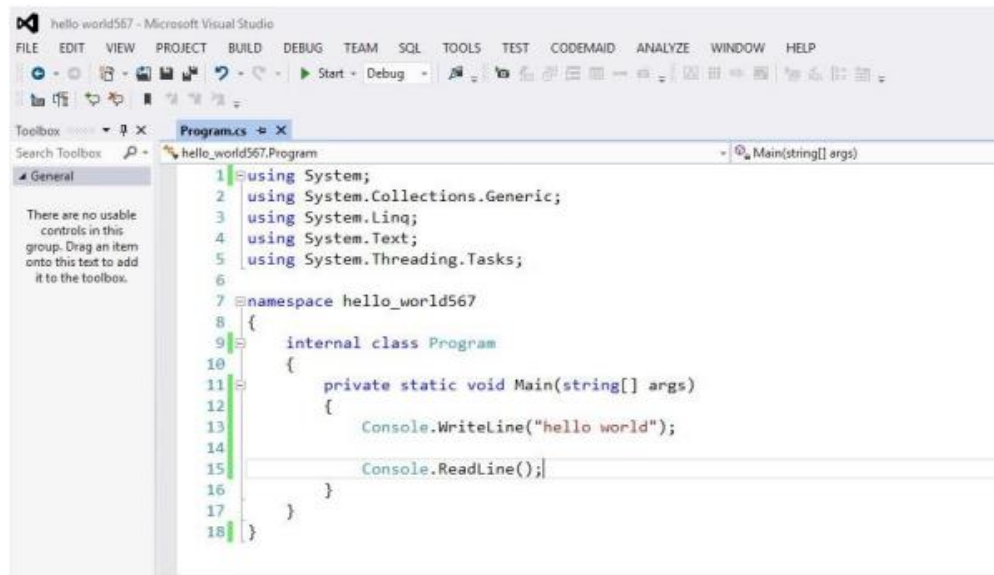 hello world567 - Microsoft Visual Studio
FILE EDIT VIEW PROJECT BUILD DEBUG TEAM SQL TOOLS TEST CODEMAID ANALYZE WINDOW HELP
Start Debug
Toolbox
Program.cs
Search Toolbox
hello_world567.Program
Main(string[] args)
General
There are no usable
controls in this
group. Drag an item
onto this text to add
it to the toolbox.
1 using System;
2 using System.Collections.Generic;
3 using System.Linq;
4 using System.Text;
5 using System.Threading.Tasks;
6
7 namespace hello_world567
8 {
9 internal class Program
10 {
11 private static void Main(string[] args)
12 {
13 Console.WriteLine("hello world");
14
15 Console.ReadLine();
16 }
17 }
18 }